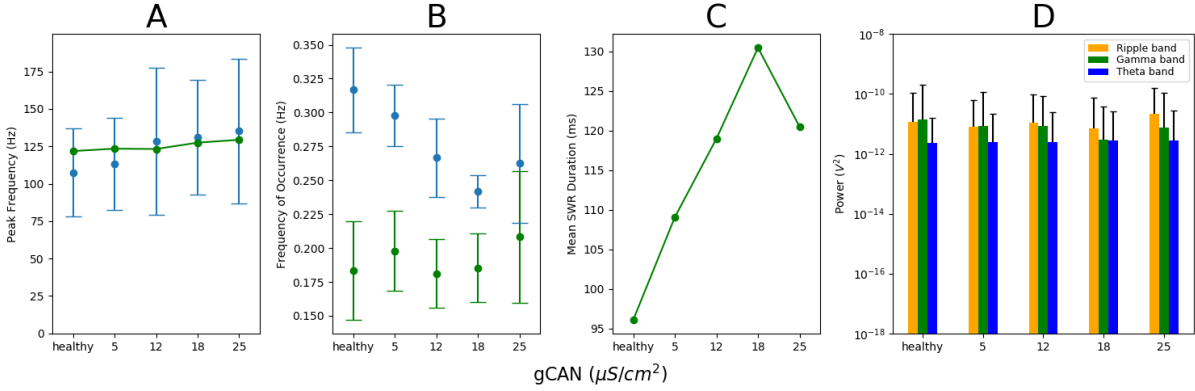 A
B
C
D
Peak Frequency (Hz)
175
150
125
100
75
50
25
0
healthy 5 12 18 25
Frequency of Occurrence (Hz)
0.350
0.325
0.300
0.275
0.250
0.225
0.200
0.175
0.150
healthy 5 12 18 25
Mean SWR Duration (ms)
130
125
120
115
110
105
100
95
healthy 5 12 18 25
Power (V²)
10⁻⁸
10⁻¹⁰
10⁻¹²
10⁻¹⁴
10⁻¹⁶
10⁻¹⁸
Ripple band
Gamma band
Theta band
healthy 5 12 18 25
gCAN (μS/cm²)